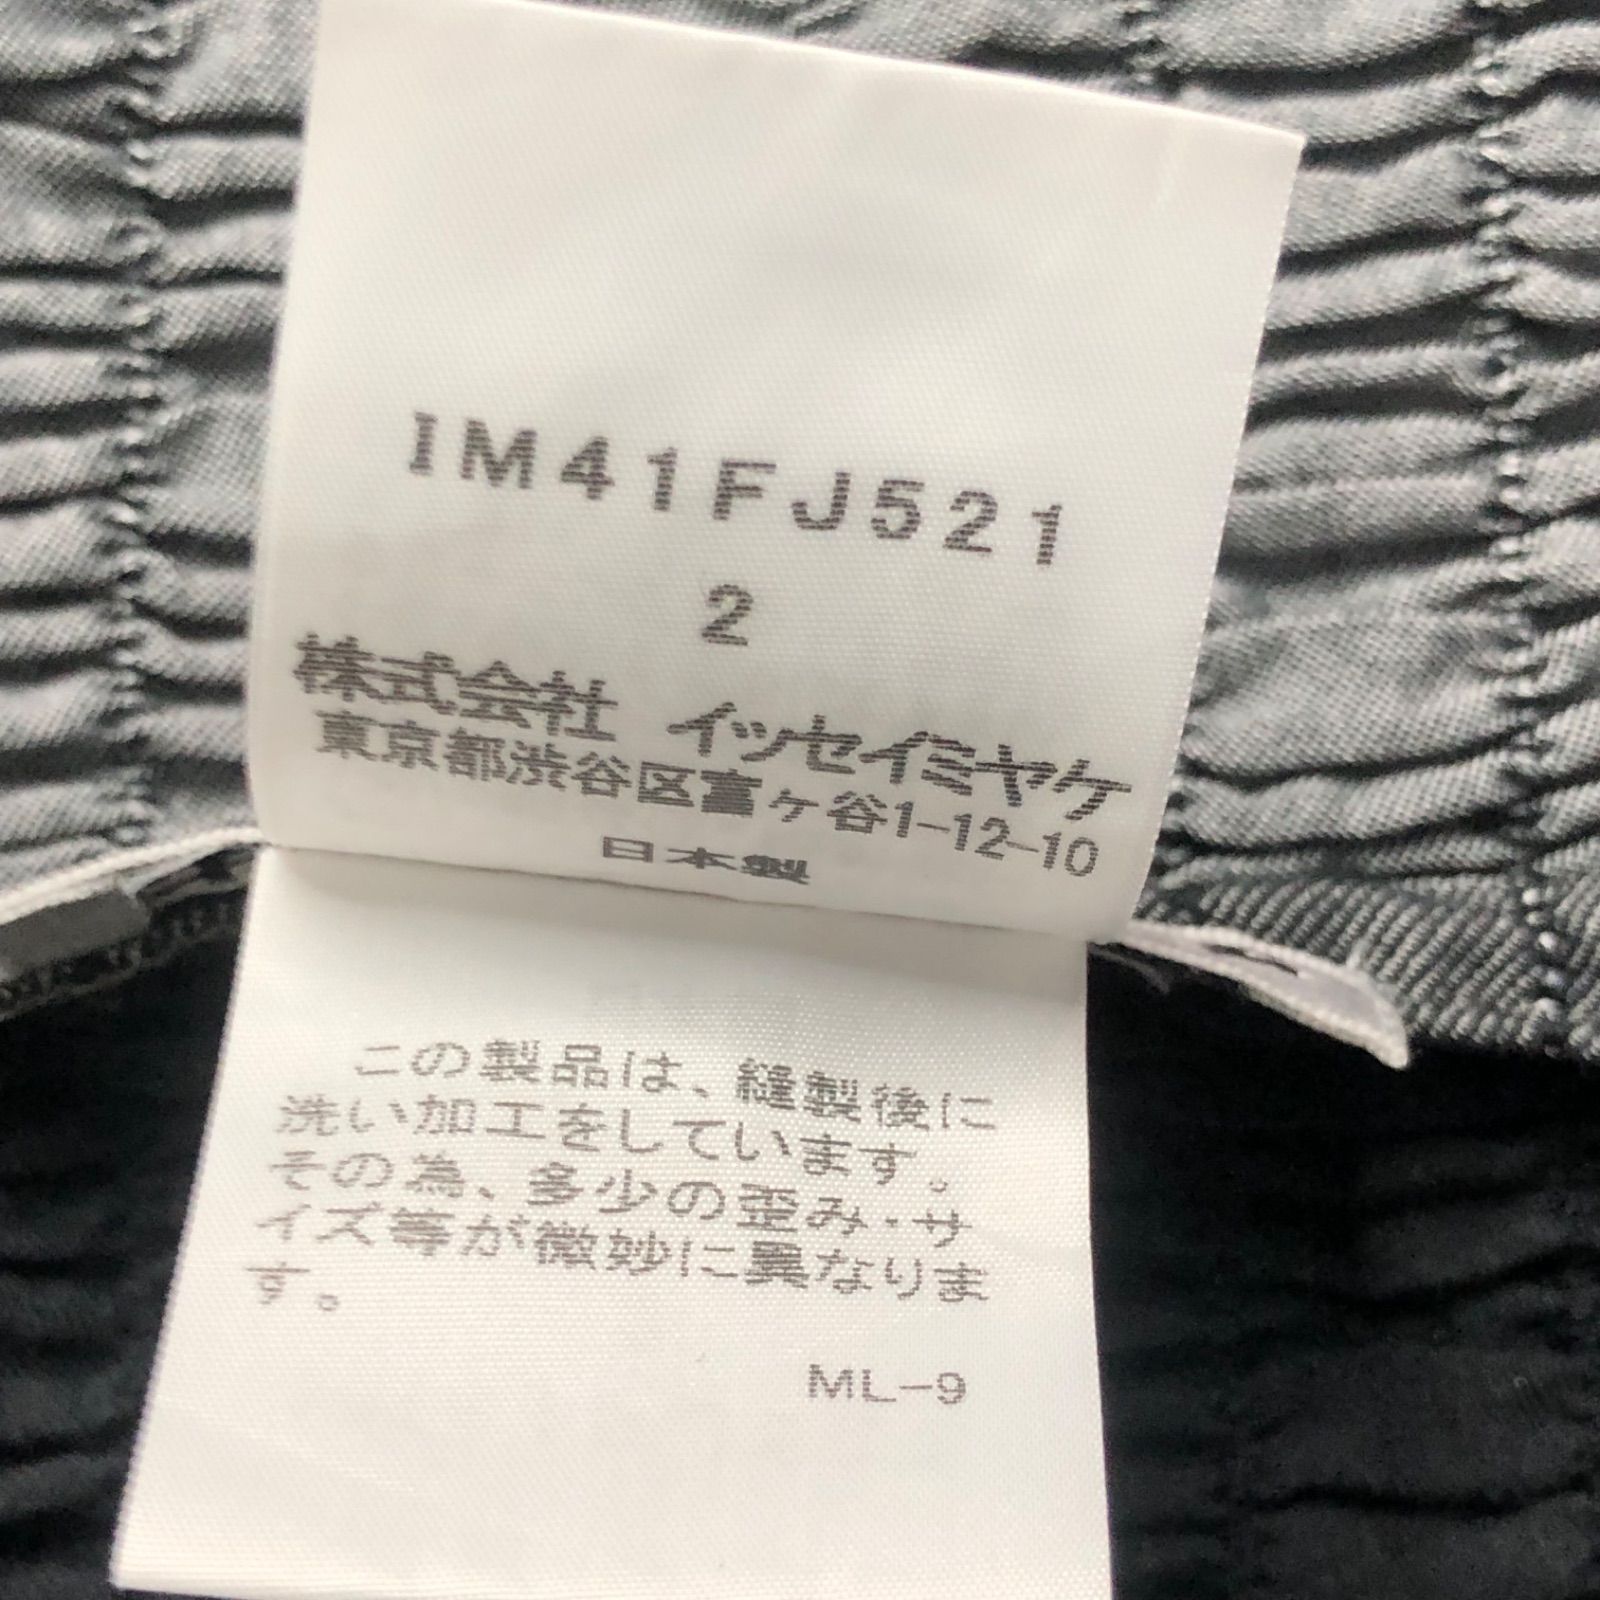 IM41FJ521
2
株式会社 イッセイミヤケ
東京都渋谷区富ヶ谷1-12-10
日本製
この製品は、縫製後に
洗い加工をしています。
その為、多少の歪み・サ
イズ等が微妙に異なりま
す。
ML-9